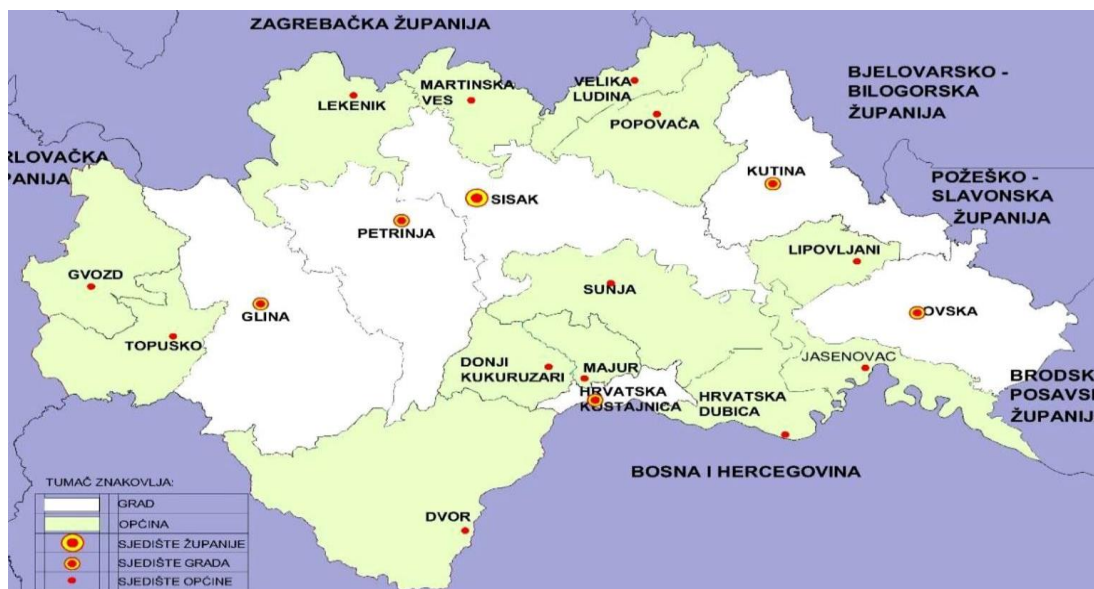 ZAGREBAČKA ŽUPANIJA
BJELOVARSKO -
BILOGORSKA
ŽUPANIJA
RLOVAČKA
PANIJA
POŽEŠKO -
SLAVONSKA
ŽUPANIJA
LEKENIK
MARTINSKA
VES
VELIKA
LUDINA
POPOVAČA
KUTINA
SISAK
PETRINJA
LIPOVLJANI
GVOZD
GLINA
SUNJA
OVSKA
TOPUSKO
DONJI
KUKURUZARI
MAJUR
JASENOVAC
HRVATSKA
KOSTAJNICA
HRVATSKA
DUBICA
BRODSK
POSAVSK
ŽUPANIJ
BOSNA I HERCEGOVINA
DVOR
TUMAČ ZNAKOVLJA:
GRAD
OPĆINA
SJEDIŠTE ŽUPANIJE
SJEDIŠTE GRADA
SJEDIŠTE OPĆINE